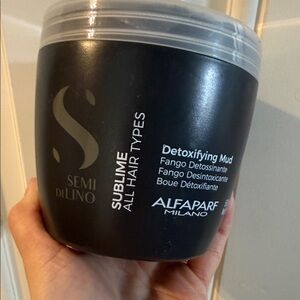 SEMI
DI LINO
SUBLIME
ALL HAIR TYPES
Detoxifying Mud
Fango Detossinante
Fango Desintoxicante
Boue Détoxifiante
ALFAPARF
MILANO